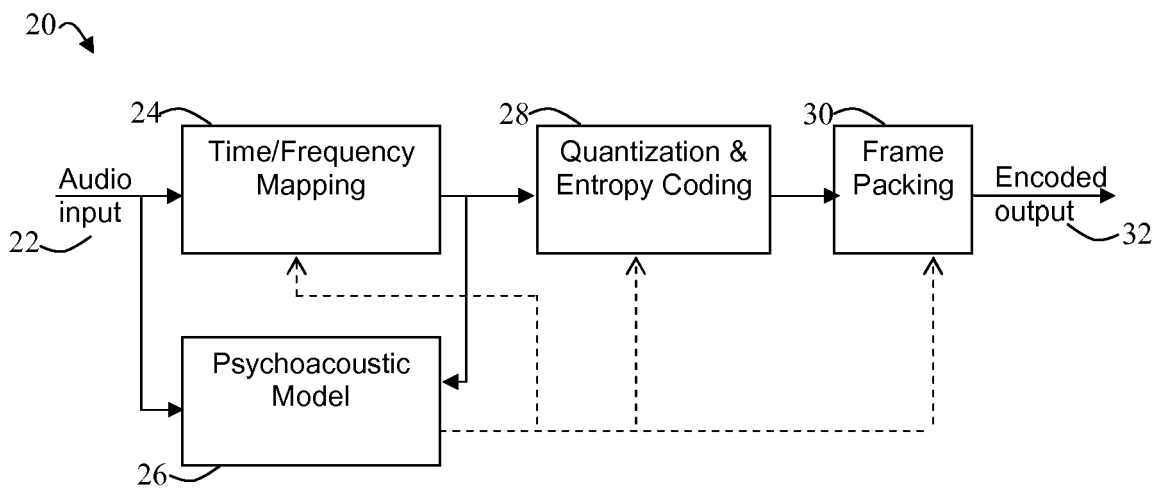 20
24
28
30
Time/Frequency
Mapping
Quantization &
Entropy Coding
Frame
Packing
Audio
input
22
Encoded
output
32
Psychoacoustic
Model
26